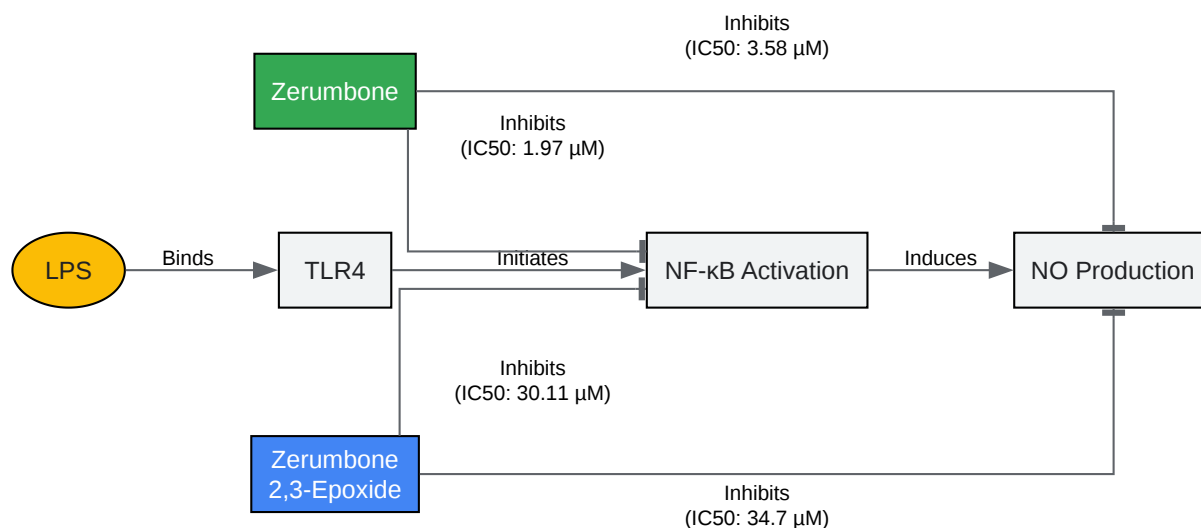 Inhibits
(IC50: 3.58 µM)
Zerumbone
Inhibits
(IC50: 1.97 µM)
LPS
Binds
TLR4
Initiates
NF-κB Activation
Induces
NO Production
Inhibits
(IC50: 30.11 µM)
Zerumbone
2,3-Epoxide
Inhibits
(IC50: 34.7 µM)